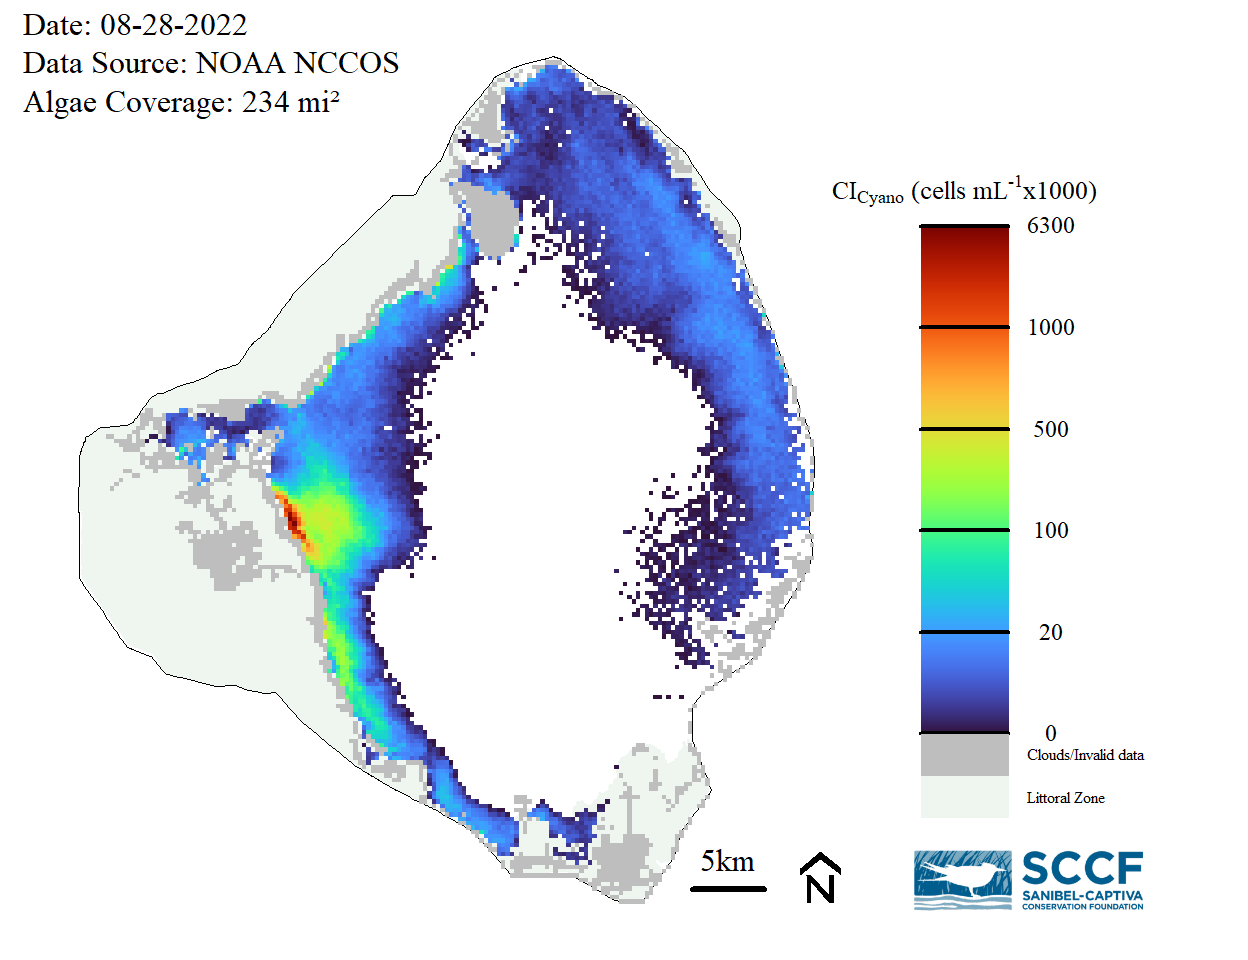 Date: 08-28-2022
Data Source: NOAA NCCOS
Algae Coverage: 234 mi²
CI_Cyano (cells mL⁻¹x1000)
6300
1000
500
100
20
0
Clouds/Invalid data
Littoral Zone
5km
N
SCCF
SANIBEL-CAPTIVA
CONSERVATION FOUNDATION